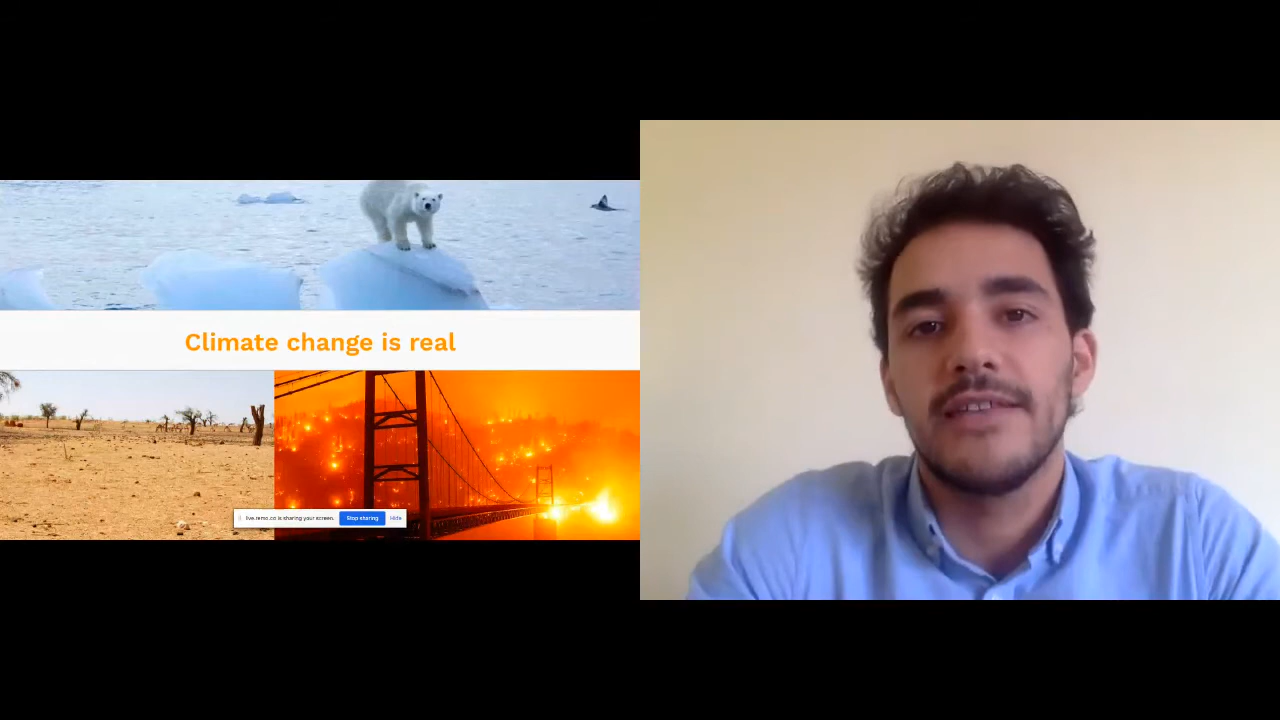 Climate change is real
live.remo.co is sharing your screen. Stop sharing Hide